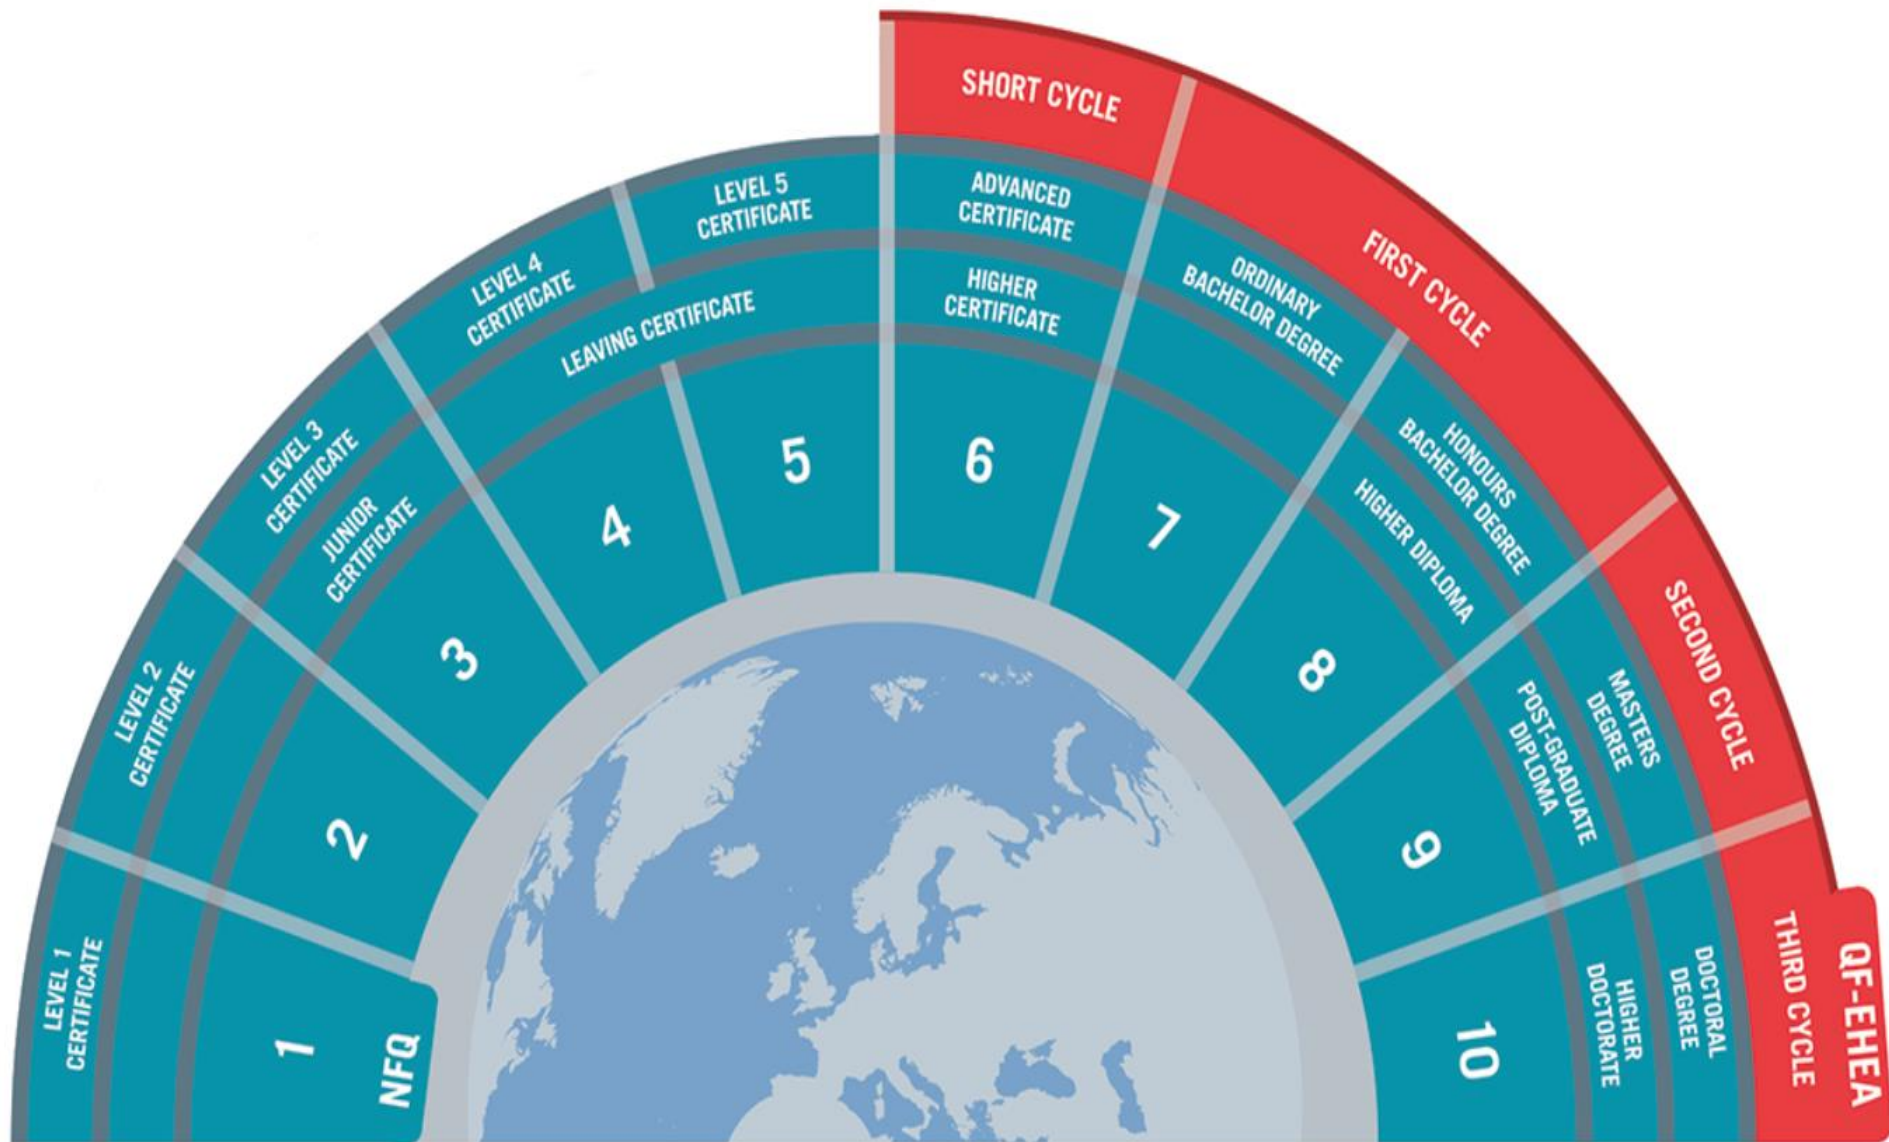 NFQ
1
LEVEL 1
CERTIFICATE
2
LEVEL 2
CERTIFICATE
3
LEVEL 3
CERTIFICATE
JUNIOR
CERTIFICATE
4
LEVEL 4
CERTIFICATE
LEAVING CERTIFICATE
5
LEVEL 5
CERTIFICATE
6
SHORT CYCLE
ADVANCED
CERTIFICATE
HIGHER
CERTIFICATE
7
FIRST CYCLE
ORDINARY
BACHELOR DEGREE
8
HONOURS
BACHELOR DEGREE
HIGHER DIPLOMA
9
SECOND CYCLE
MASTERS
DEGREE
POST-GRADUATE
DIPLOMA
10
THIRD CYCLE
DOCTORAL
DEGREE
HIGHER
DOCTORATE
QF-EHEA